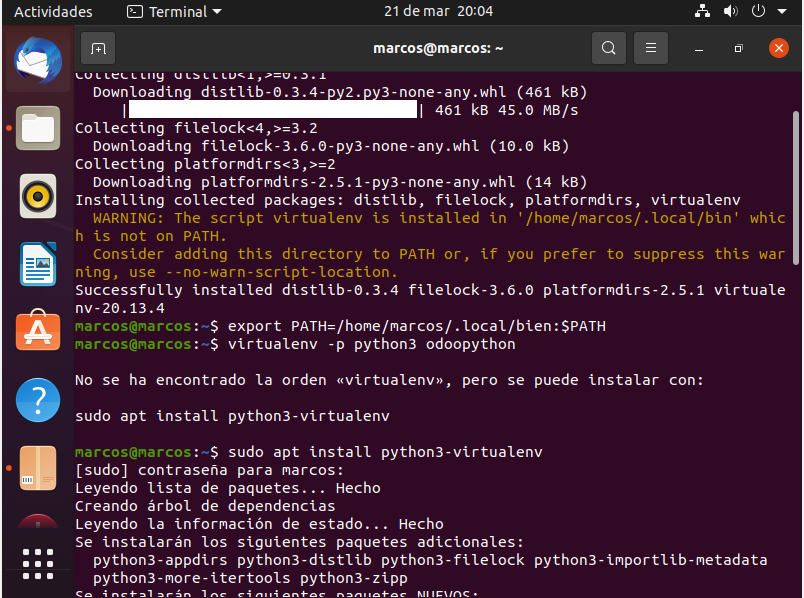 Actividades
Terminal
21 de mar 20:04
marcos@marcos: ~
Collecting distlib<1,>=0.3.1
  Downloading distlib-0.3.4-py2.py3-none-any.whl (461 kB)
     | | 461 kB 45.0 MB/s
Collecting filelock<4,>=3.2
  Downloading filelock-3.6.0-py3-none-any.whl (10.0 kB)
Collecting platformdirs<3,>=2
  Downloading platformdirs-2.5.1-py3-none-any.whl (14 kB)
Installing collected packages: distlib, filelock, platformdirs, virtualenv
  WARNING: The script virtualenv is installed in '/home/marcos/.local/bin' whic
h is not on PATH.
  Consider adding this directory to PATH or, if you prefer to suppress this war
ning, use --no-warn-script-location.
Successfully installed distlib-0.3.4 filelock-3.6.0 platformdirs-2.5.1 virtuale
nv-20.13.4
marcos@marcos:~$ export PATH=/home/marcos/.local/bien:$PATH
marcos@marcos:~$ virtualenv -p python3 odoopython
No se ha encontrado la orden «virtualenv», pero se puede instalar con:
sudo apt install python3-virtualenv
marcos@marcos:~$ sudo apt install python3-virtualenv
[sudo] contraseña para marcos:
Leyendo lista de paquetes... Hecho
Creando árbol de dependencias
Leyendo la información de estado... Hecho
Se instalarán los siguientes paquetes adicionales:
  python3-appdirs python3-distlib python3-filelock python3-importlib-metadata
  python3-more-itertools python3-zipp
Se instalarán los siguientes paquetes NUEVOS: